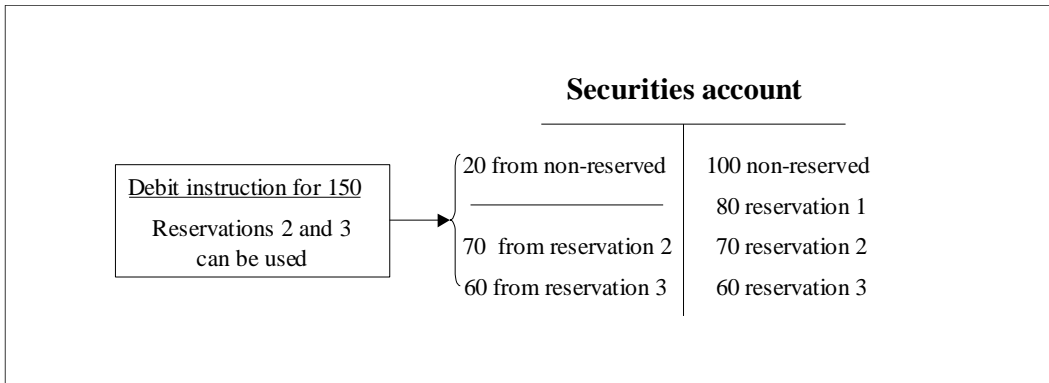 Securities account
Debit instruction for 150
Reservations 2 and 3
can be used
20 from non-reserved
70 from reservation 2
60 from reservation 3
100 non-reserved
80 reservation 1
70 reservation 2
60 reservation 3